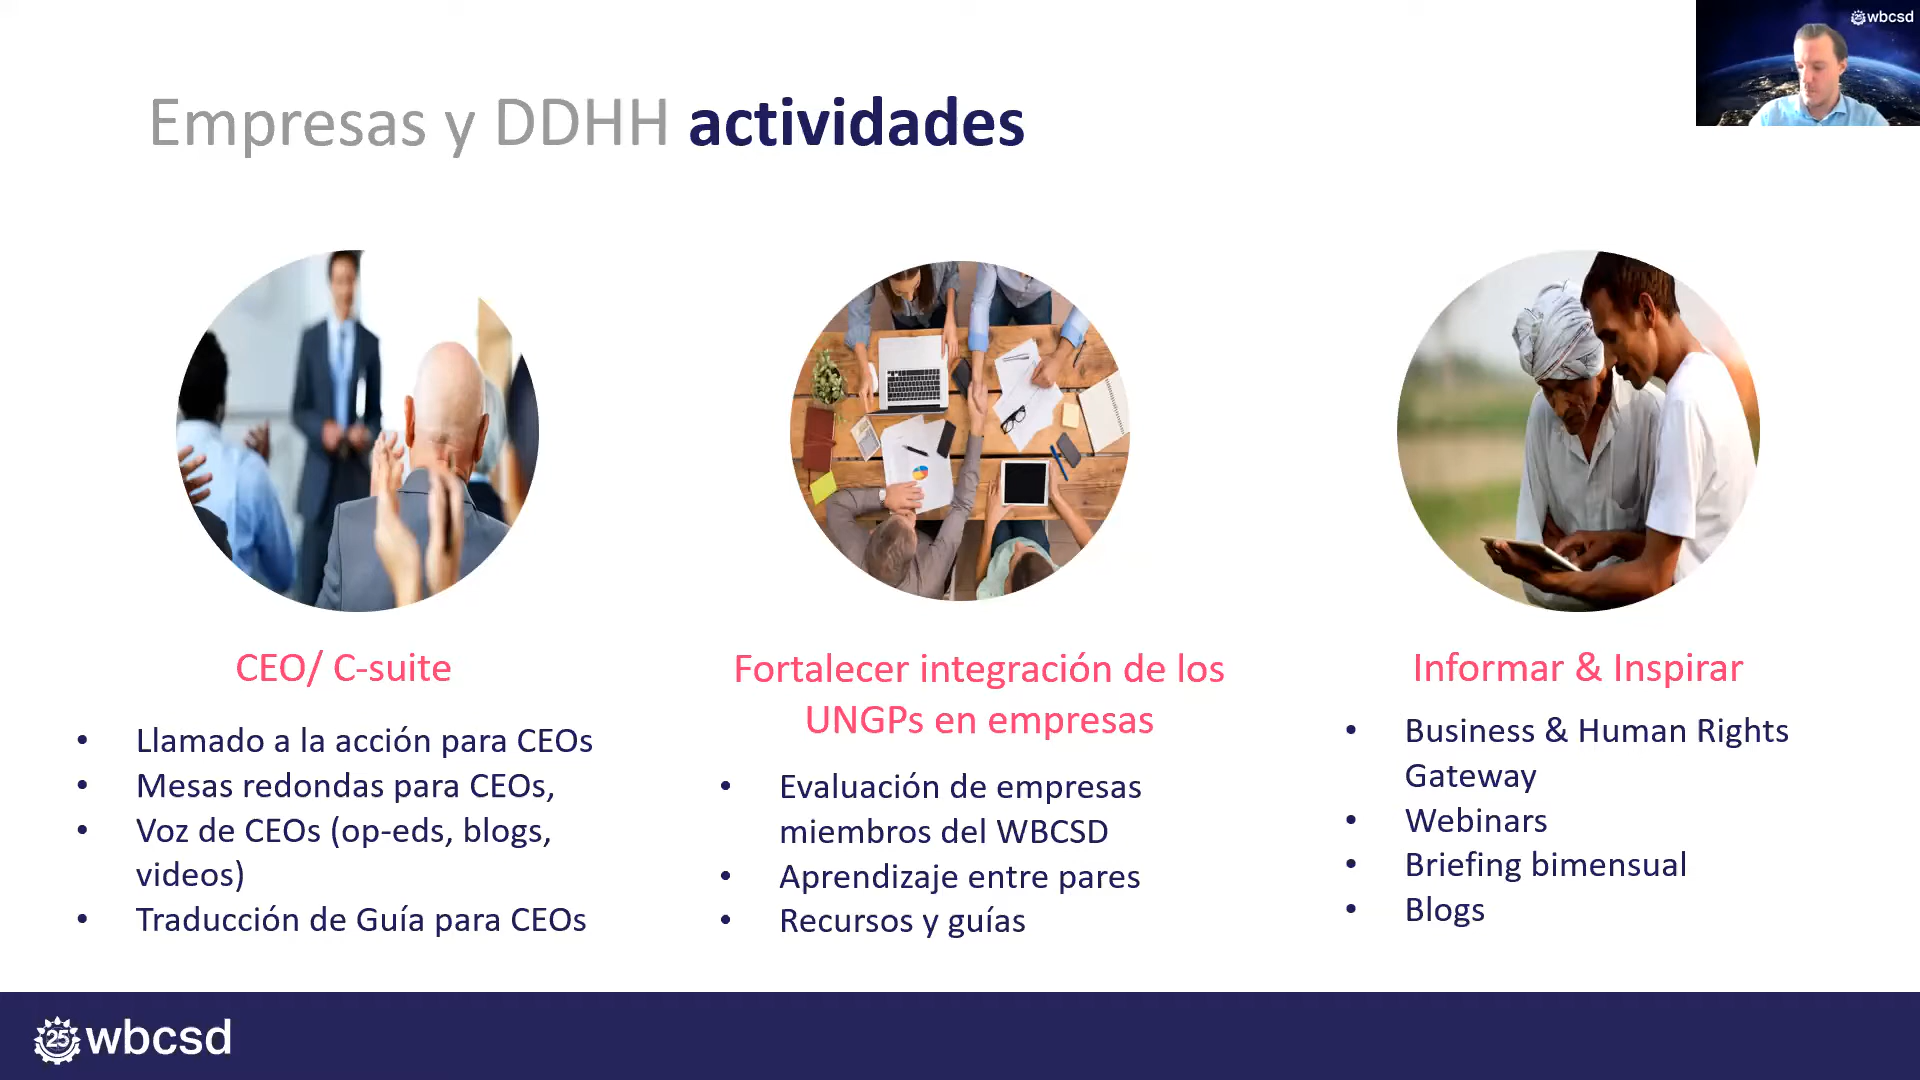 wbcsd
Empresas y DDHH actividades
CEO/ C-suite
• Llamado a la acción para CEOs
• Mesas redondas para CEOs,
• Voz de CEOs (op-eds, blogs,
videos)
• Traducción de Guía para CEOs
Fortalecer integración de los
UNGPs en empresas
• Evaluación de empresas
miembros del WBCSD
• Aprendizaje entre pares
• Recursos y guías
Informar & Inspirar
• Business & Human Rights
Gateway
• Webinars
• Briefing bimensual
• Blogs
25 wbcsd